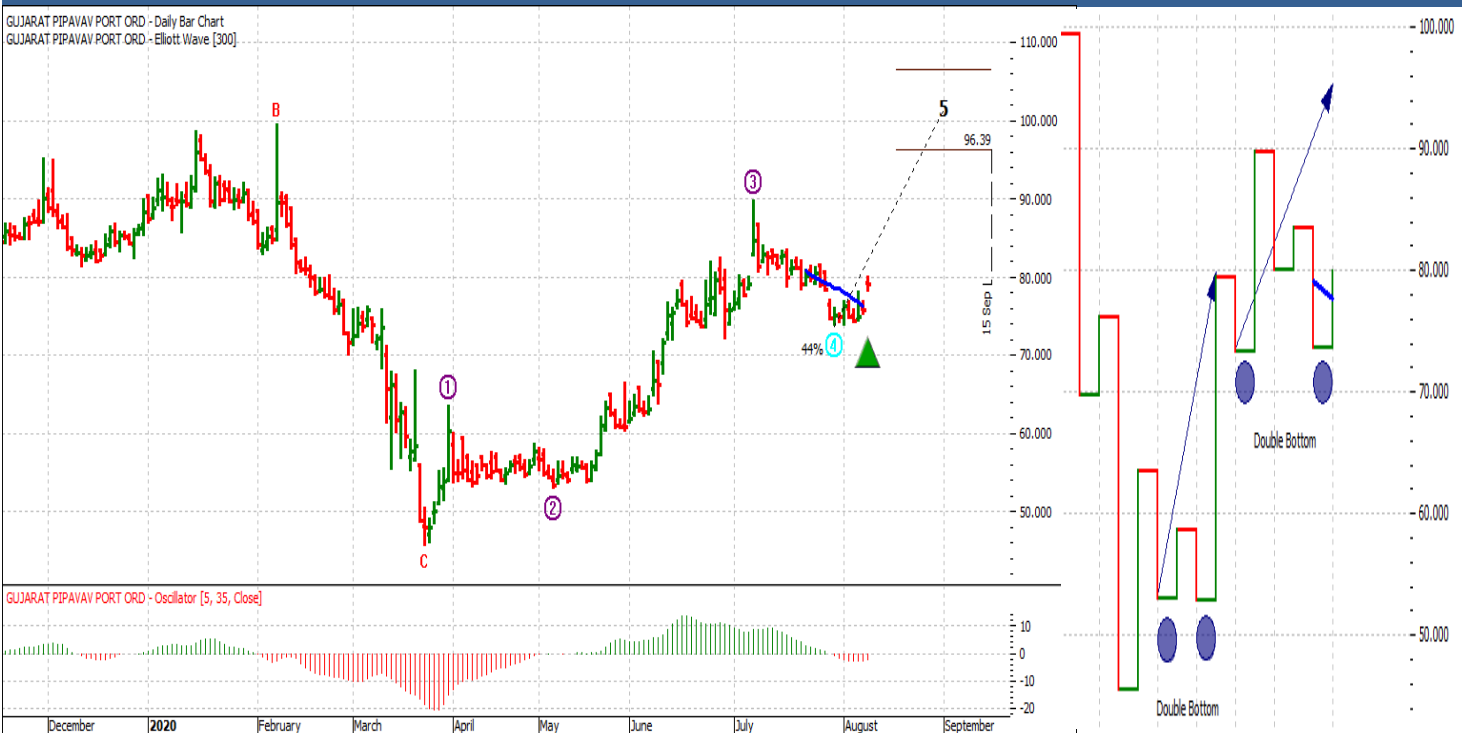 GUJARAT PIPAVAV PORT ORD - Daily Bar Chart
GUJARAT PIPAVAV PORT ORD - Elliott Wave [300]
110.000
100.000
90.000
80.000
70.000
60.000
50.000
B
C
1
2
3
44% 4
5
96.39
15 Sep L
GUJARAT PIPAVAV PORT ORD - Oscillator [5, 35, Close]
10
0
-10
-20
December 2020 February March April May June July August September
100.000
90.000
80.000
70.000
60.000
50.000
Double Bottom
Double Bottom